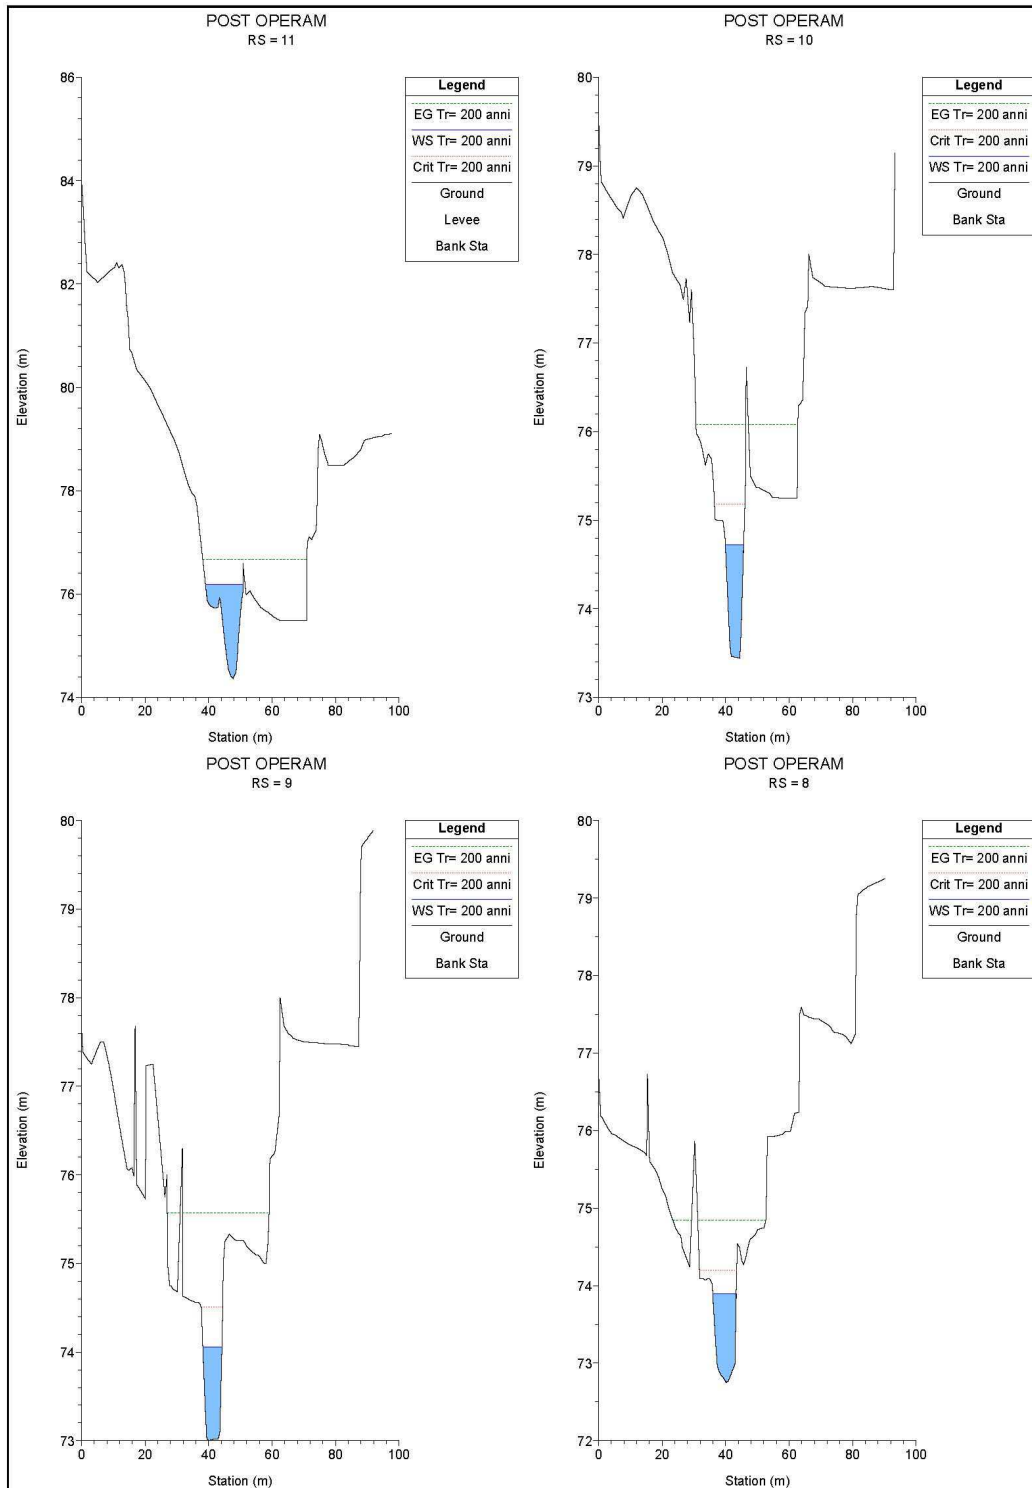 POST OPERAM
RS = 11
Legend
EG Tr= 200 anni
WS Tr= 200 anni
Crit Tr= 200 anni
Ground
Levee
Bank Sta
86
84
82
80
78
76
74
Elevation (m)
0 20 40 60 80 100
Station (m)
POST OPERAM
RS = 10
Legend
EG Tr= 200 anni
Crit Tr= 200 anni
WS Tr= 200 anni
Ground
Bank Sta
80
79
78
77
76
75
74
73
Elevation (m)
0 20 40 60 80 100
Station (m)
POST OPERAM
RS = 9
Legend
EG Tr= 200 anni
Crit Tr= 200 anni
WS Tr= 200 anni
Ground
Bank Sta
80
79
78
77
76
75
74
73
Elevation (m)
0 20 40 60 80 100
Station (m)
POST OPERAM
RS = 8
Legend
EG Tr= 200 anni
Crit Tr= 200 anni
WS Tr= 200 anni
Ground
Bank Sta
80
79
78
77
76
75
74
73
72
Elevation (m)
0 20 40 60 80 100
Station (m)